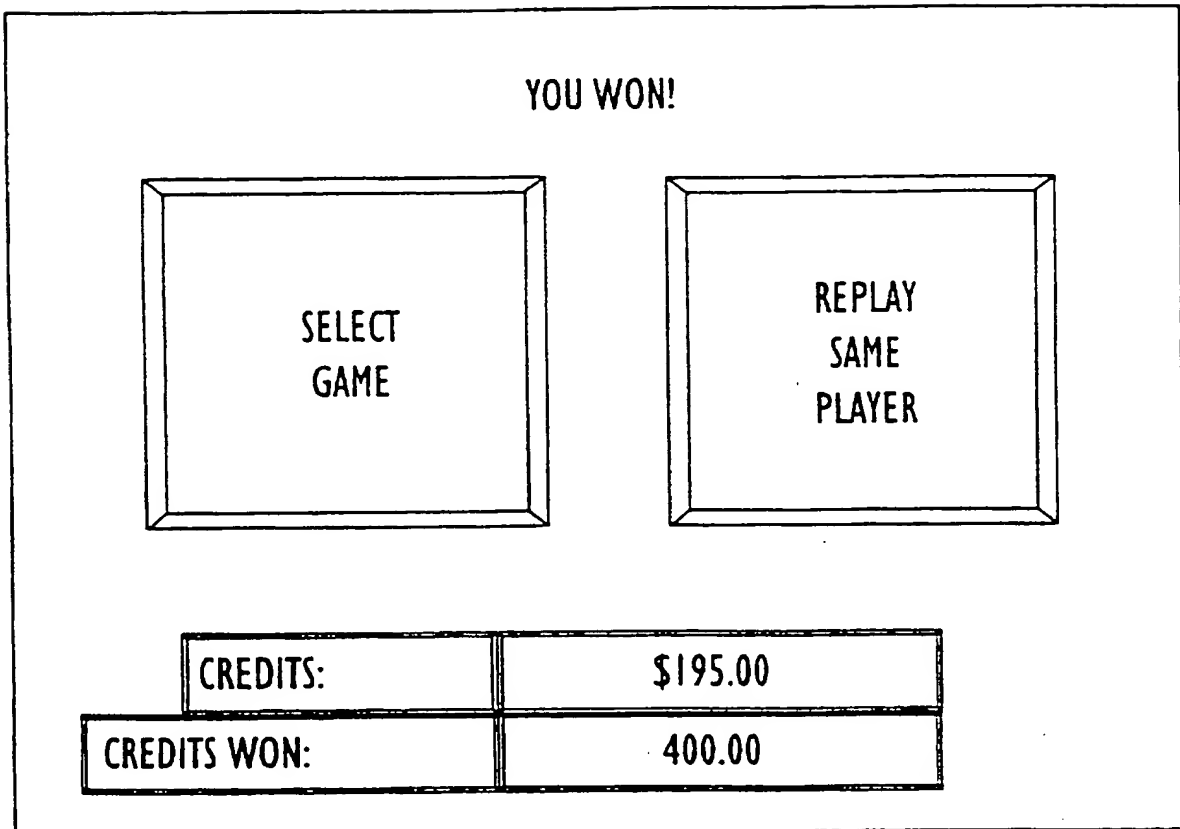 YOU WON!
SELECT
GAME
REPLAY
SAME
PLAYER
CREDITS: $195.00
CREDITS WON: 400.00